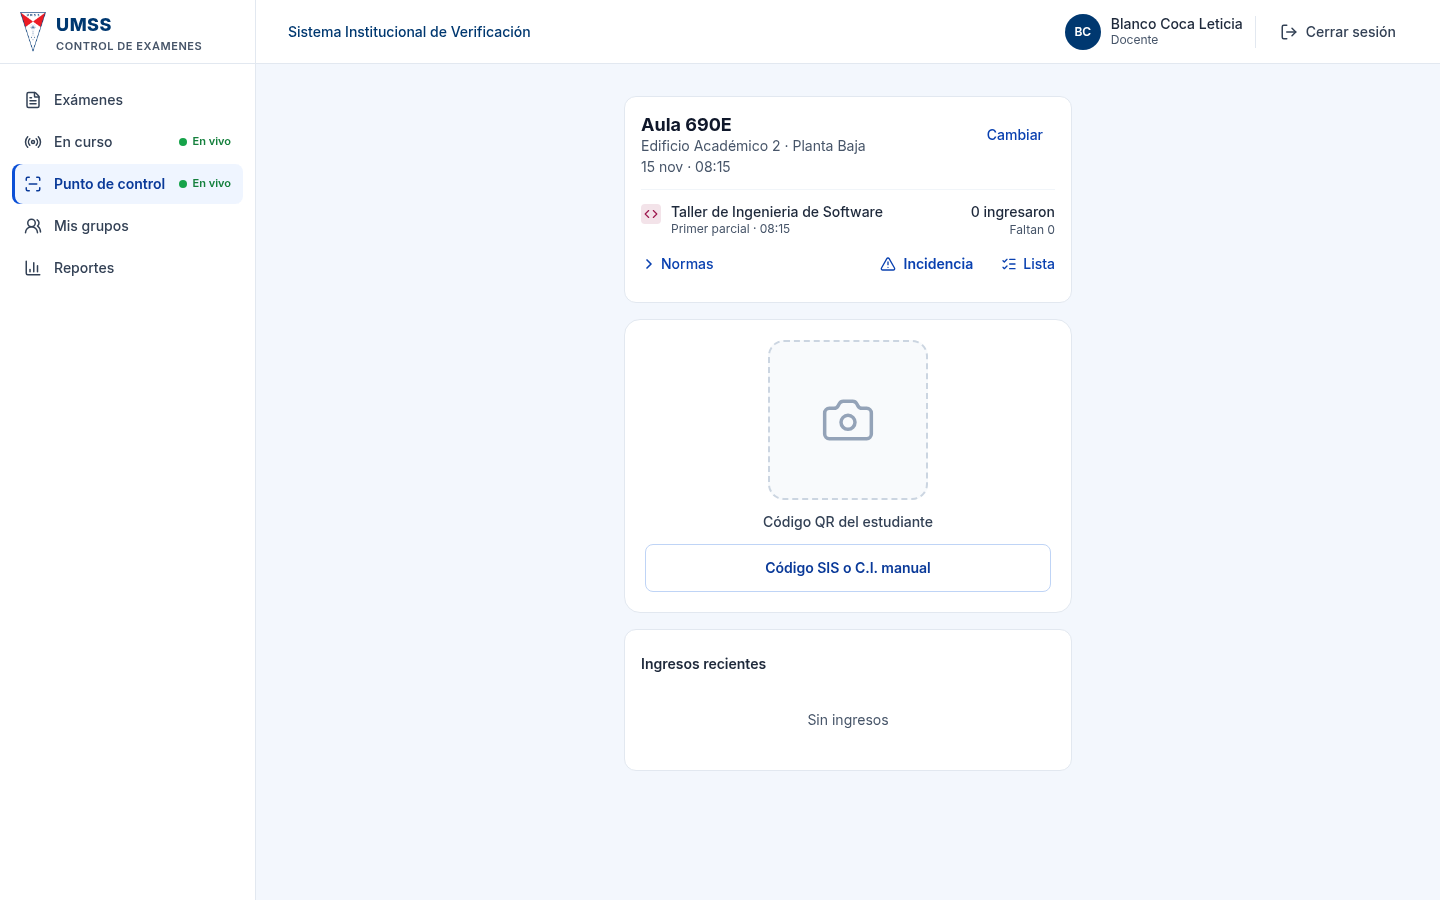 UMSS
CONTROL DE EXÁMENES
Sistema Institucional de Verificación
BC
Blanco Coca Leticia
Docente
Cerrar sesión
Exámenes
En curso
En vivo
Punto de control
En vivo
Mis grupos
Reportes
Aula 690E
Edificio Académico 2 · Planta Baja
15 nov · 08:15
Cambiar
Taller de Ingenieria de Software
Primer parcial · 08:15
0 ingresaron
Faltan 0
Normas
Incidencia
Lista
Código QR del estudiante
Código SIS o C.I. manual
Ingresos recientes
Sin ingresos